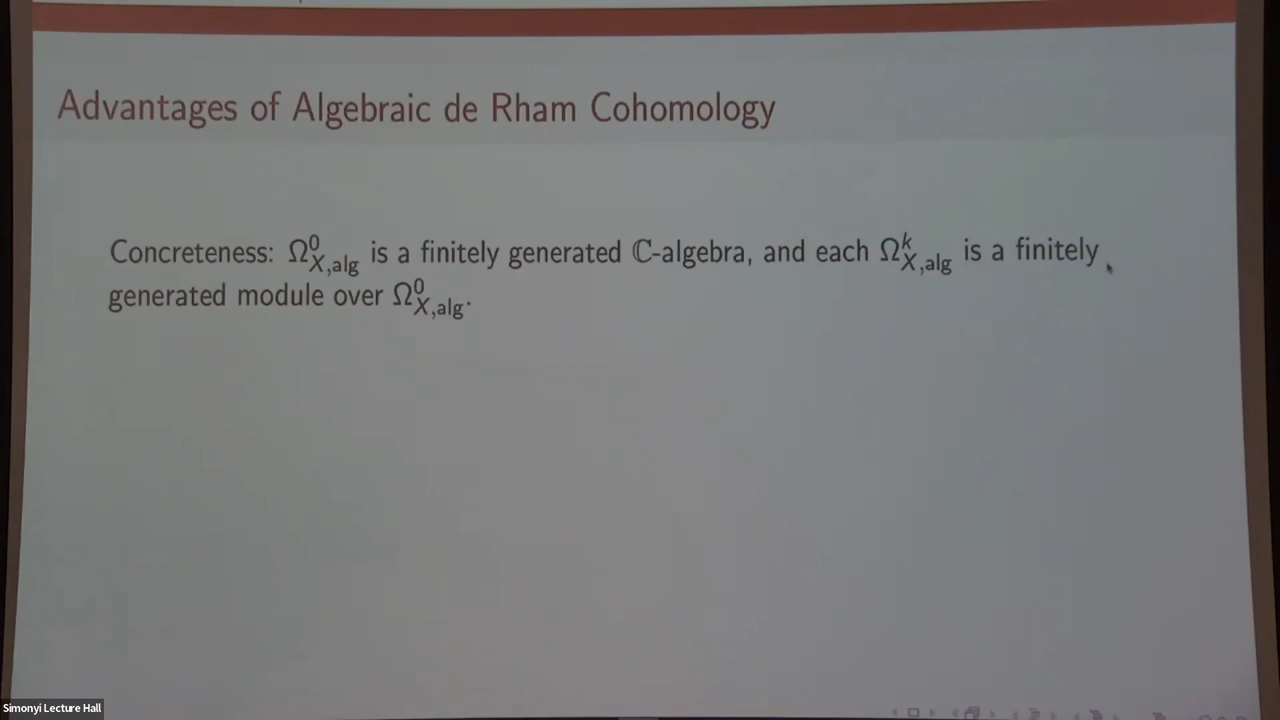 Advantages of Algebraic de Rham Cohomology
Concreteness: Ω⁰_{X,alg} is a finitely generated ℂ-algebra, and each Ωᵏ_{X,alg} is a finitely
generated module over Ω⁰_{X,alg}.
Simonyi Lecture Hall